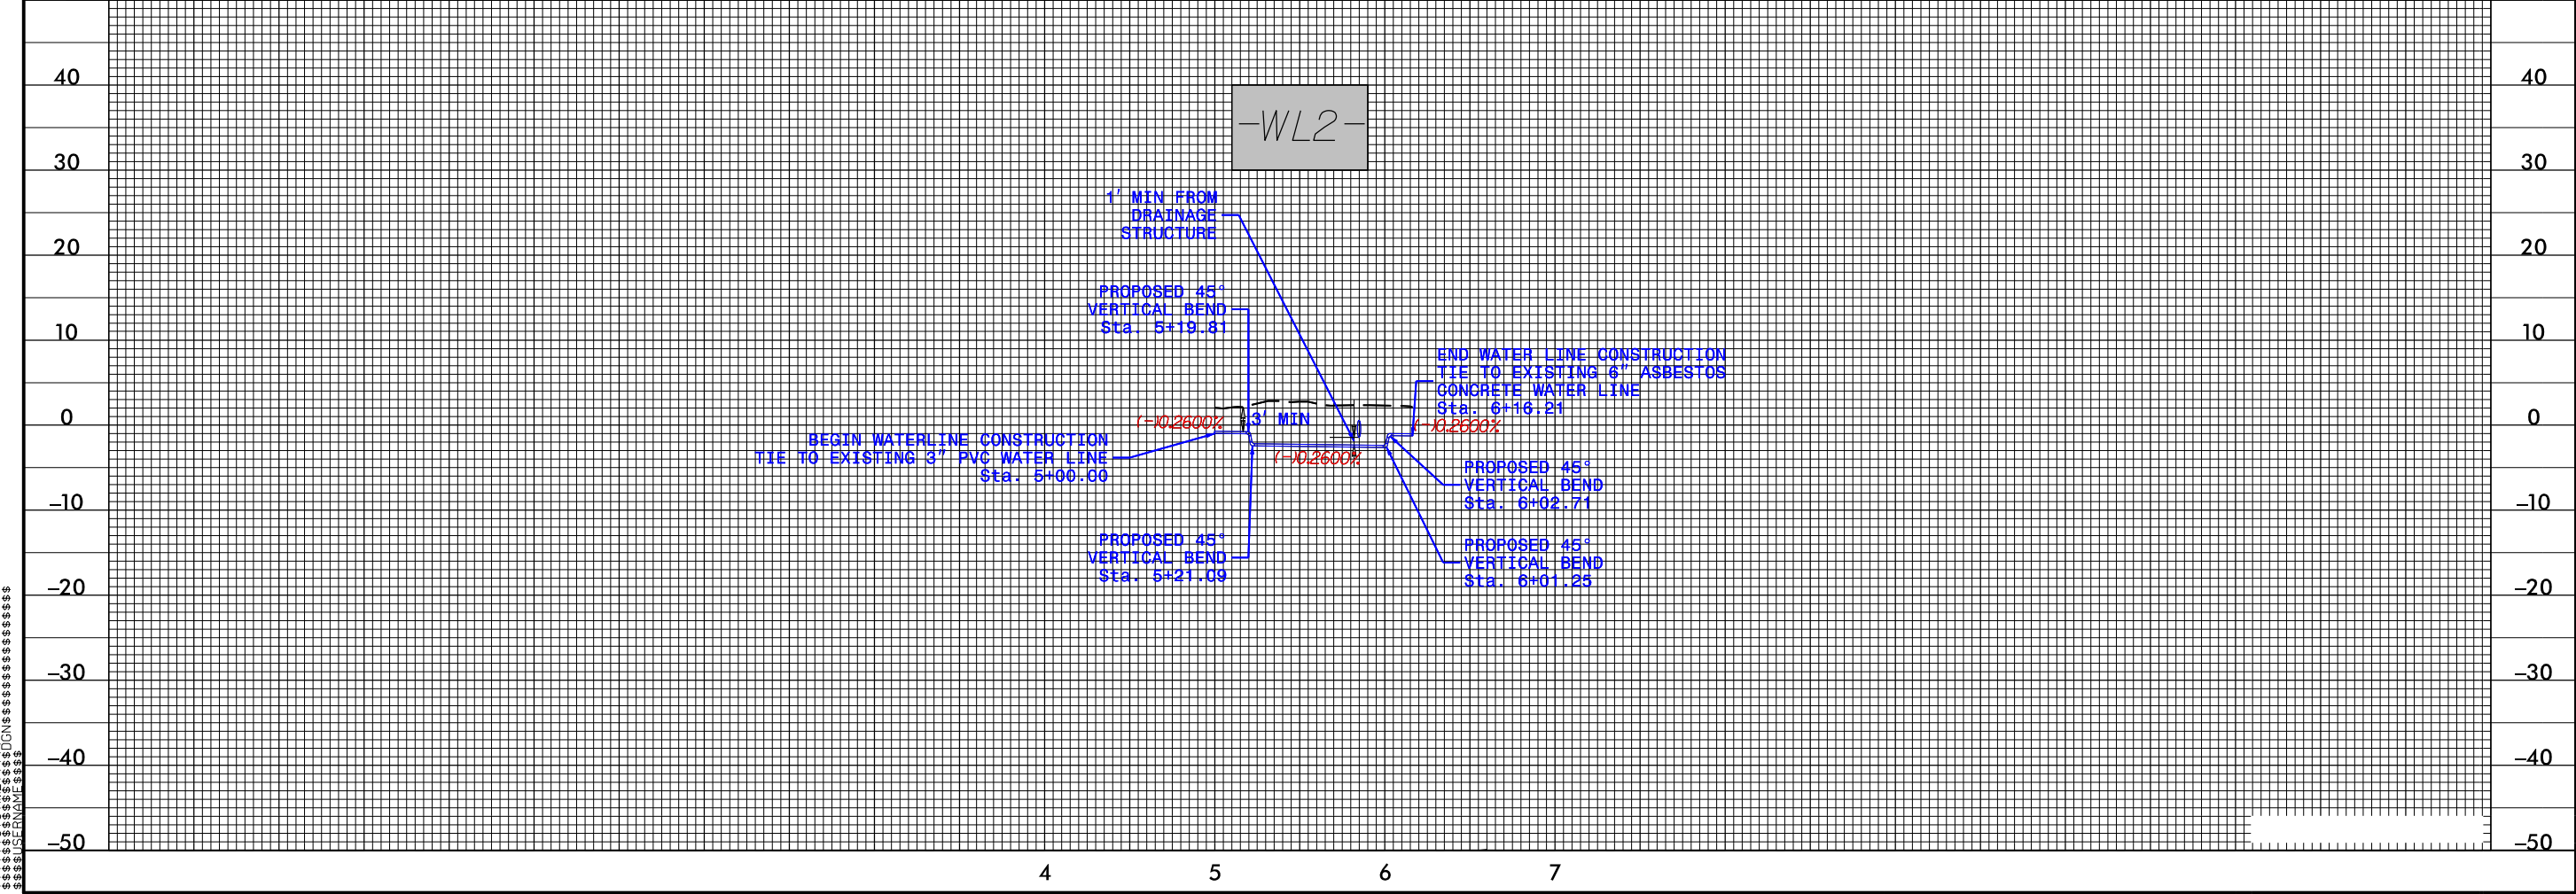 40
40
-WL2-
30
30
1' MIN FROM
DRAINAGE
STRUCTURE
20
20
PROPOSED 45°
VERTICAL BEND
Sta. 5+19.81
10
10
END WATER LINE CONSTRUCTION
TIE TO EXISTING 6" ASBESTOS
CONCRETE WATER LINE
Sta. 6+16.21
0
0
(-)0.2600%
3' MIN
(-)0.2600%
BEGIN WATERLINE CONSTRUCTION
TIE TO EXISTING 3" PVC WATER LINE
Sta. 5+00.00
(-)0.2600%
PROPOSED 45°
VERTICAL BEND
Sta. 6+02.71
-10
-10
PROPOSED 45°
VERTICAL BEND
Sta. 5+21.09
PROPOSED 45°
VERTICAL BEND
Sta. 6+01.25
-20
-20
-30
-30
-40
-40
-50
-50
4
5
6
7